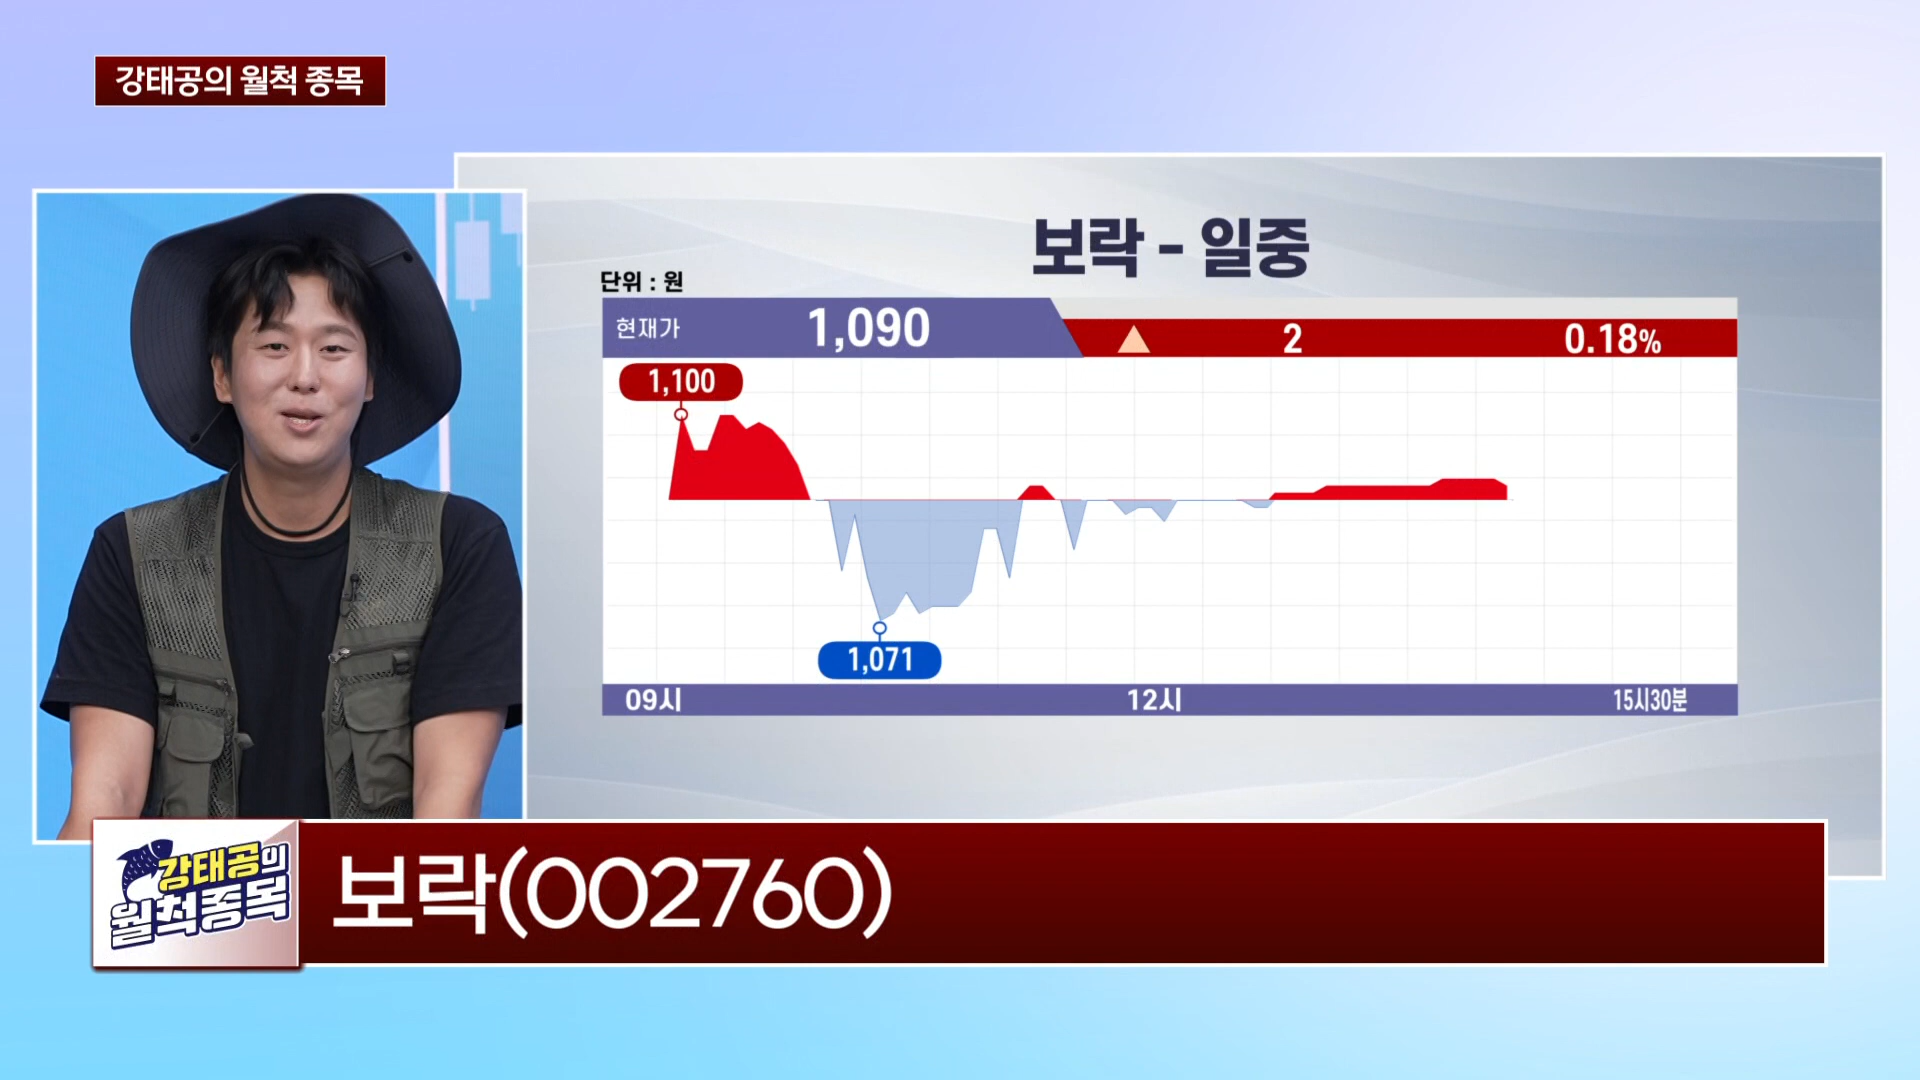 강태공의 월척 종목
보락 - 일중
단위 : 원
현재가 1,090 2 0.18%
1,100
1,071
09시 12시 15시30분
강태공의
월척종목
보락(002760)